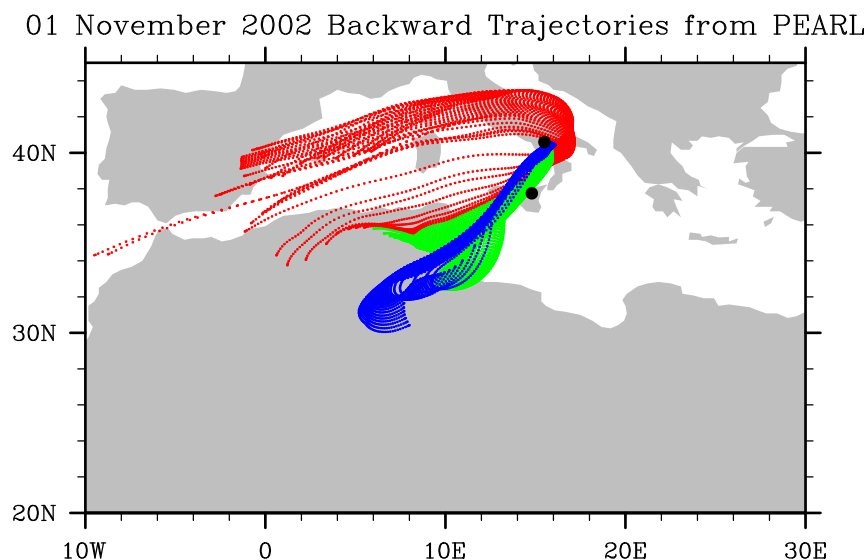 01 November 2002 Backward Trajectories from PEARL
40N
30N
20N
10W 0 10E 20E 30E